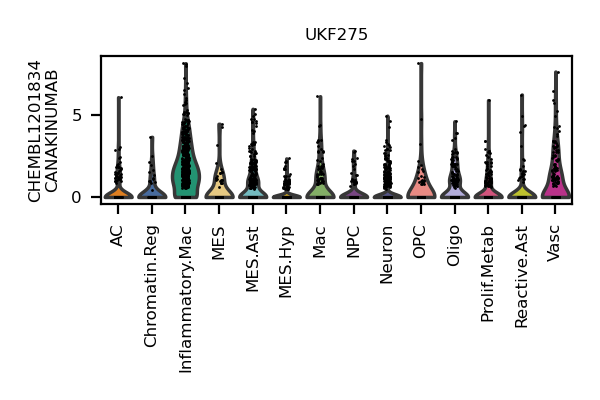 UKF275
CHEMBL1201834
CANAKINUMAB
5
0
AC
Chromatin.Reg
Inflammatory.Mac
MES
MES.Ast
MES.Hyp
Mac
NPC
Neuron
OPC
Oligo
Prolif.Metab
Reactive.Ast
Vasc